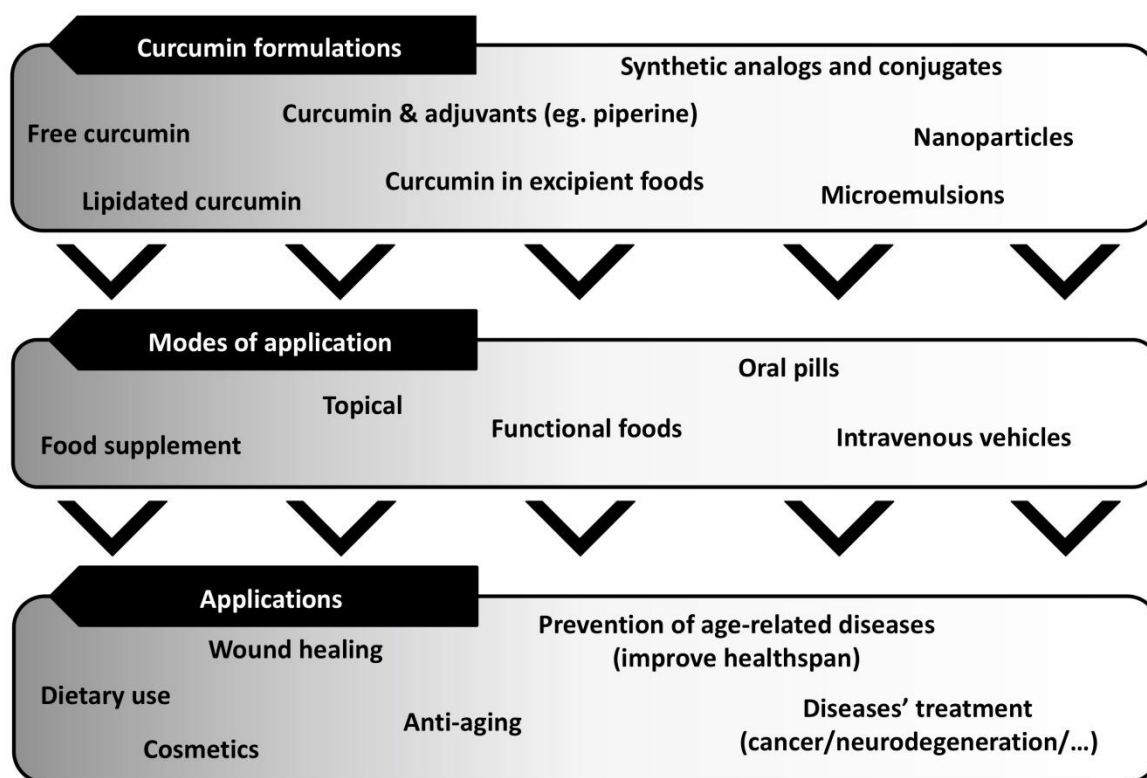 Curcumin formulations
Synthetic analogs and conjugates
Curcumin & adjuvants (eg. piperine)
Free curcumin
Nanoparticles
Curcumin in excipient foods
Lipidated curcumin
Microemulsions
Modes of application
Oral pills
Topical
Functional foods
Food supplement
Intravenous vehicles
Applications
Prevention of age-related diseases
(improve healthspan)
Wound healing
Dietary use
Anti-aging
Diseases’ treatment
(cancer/neurodegeneration/…)
Cosmetics